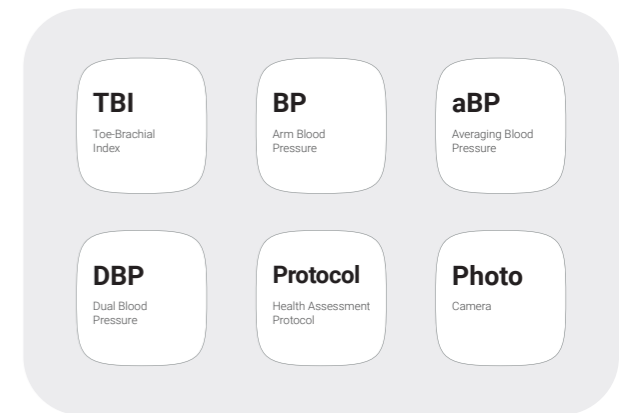 TBI
Toe-Brachial
Index
BP
Arm Blood
Pressure
aBP
Averaging Blood
Pressure
DBP
Dual Blood
Pressure
Protocol
Health Assessment
Protocol
Photo
Camera